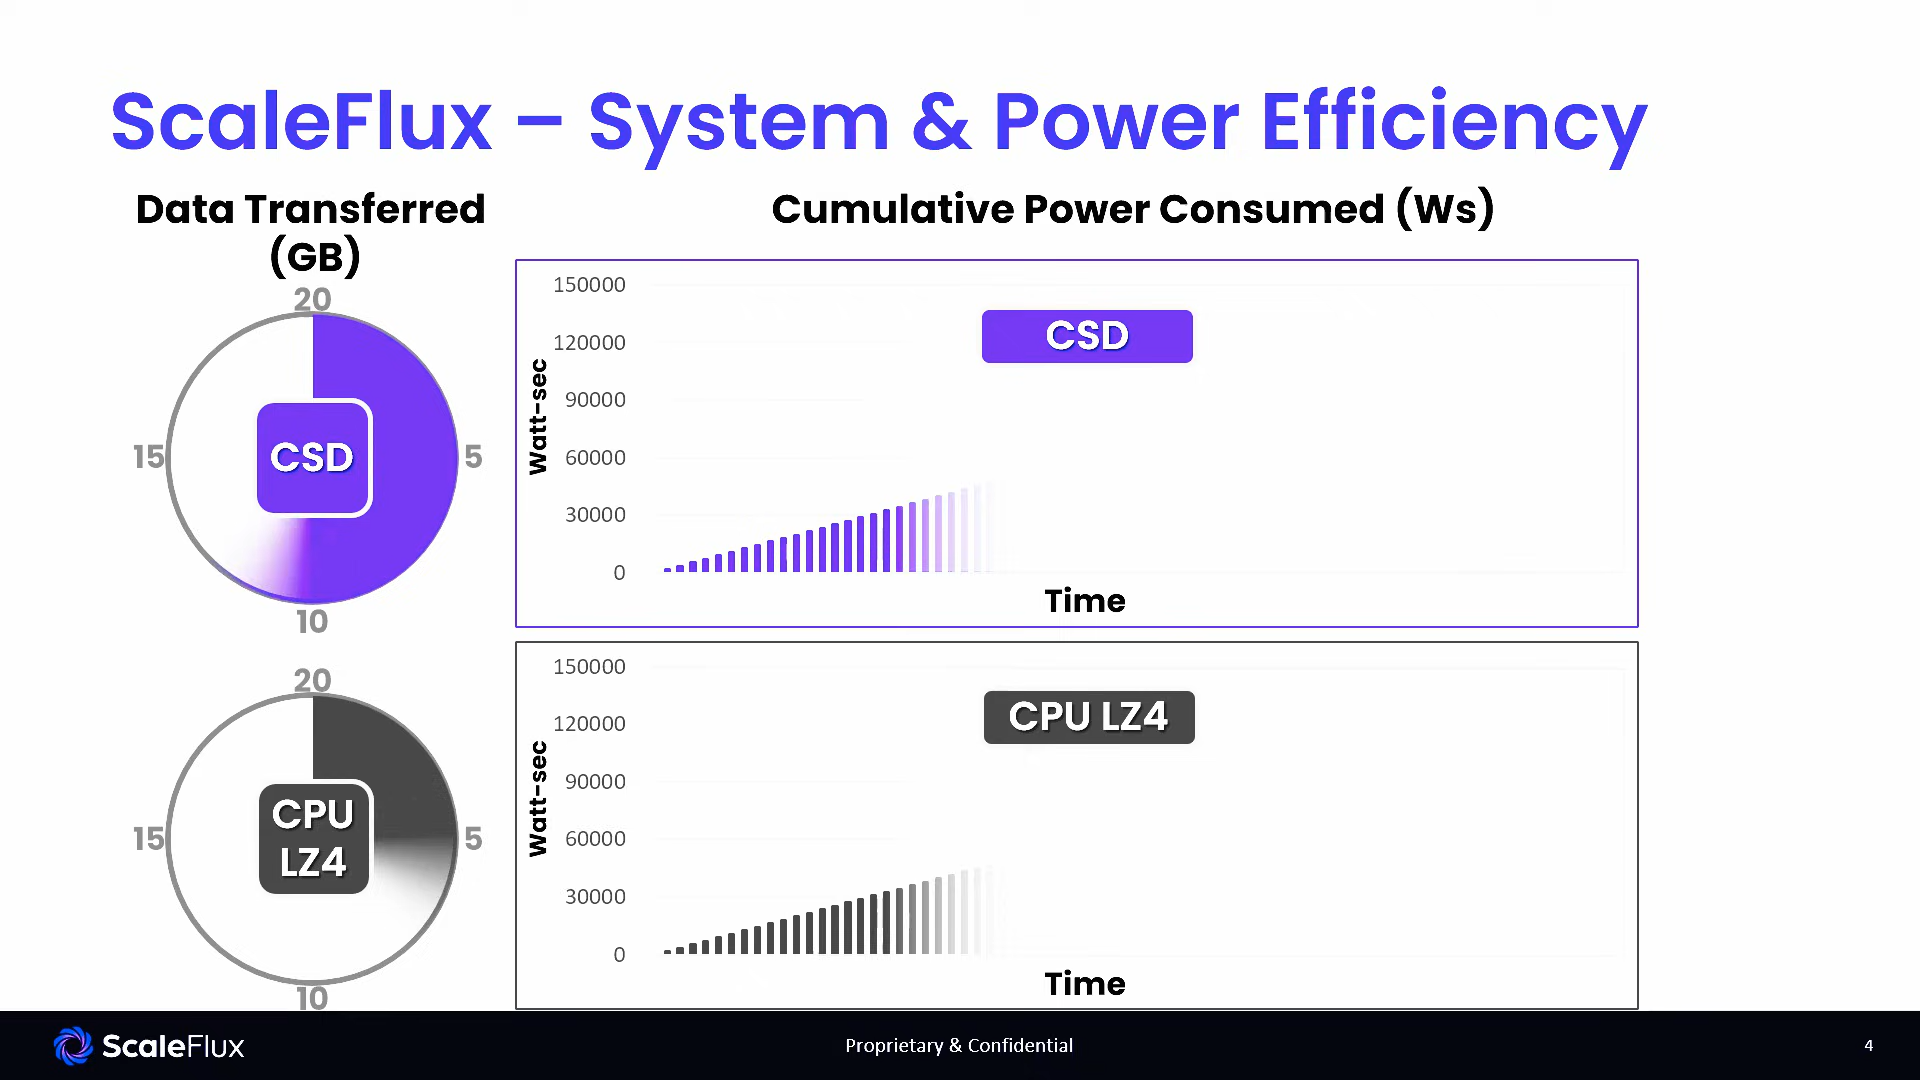 ScaleFlux – System & Power Efficiency
Data Transferred
(GB)
Cumulative Power Consumed (Ws)
20
15
CSD
5
10
150000
120000
90000
60000
30000
0
Watt-sec
CSD
Time
20
15
CPU
LZ4
5
10
150000
120000
90000
60000
30000
0
Watt-sec
CPU LZ4
Time
ScaleFlux
Proprietary & Confidential
4